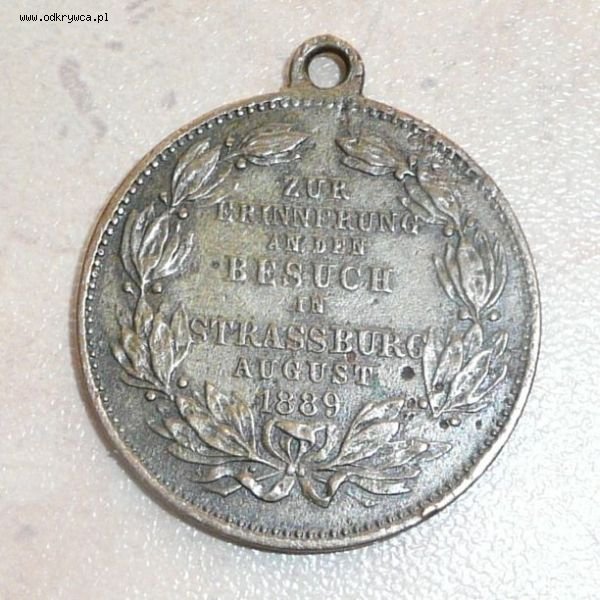 www.odkrywca.pl
ZUR
ERINNERUNG
AN DEN
BESUCH
IN
STRASSBURG
AUGUST
1889